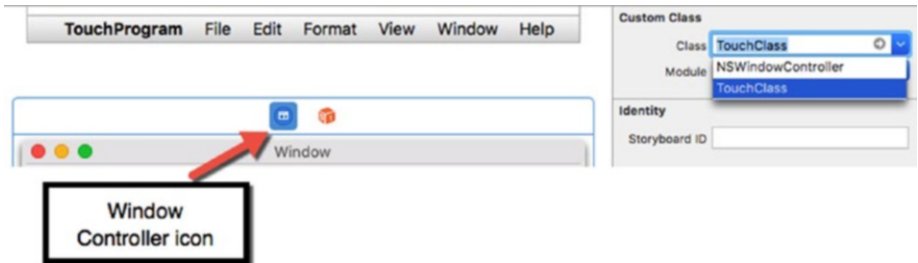 TouchProgram File Edit Format View Window Help
Window
Window
Controller icon
Custom Class
Class TouchClass
NSWindowController
Module
TouchClass
Identity
Storyboard ID